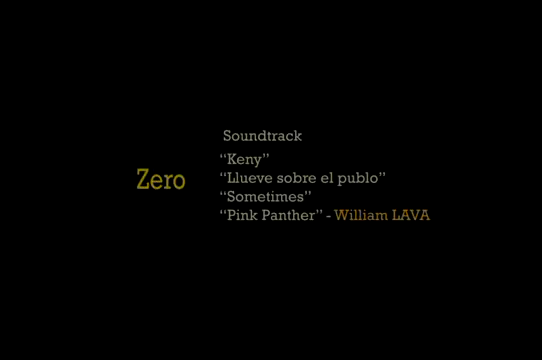 Soundtrack
"Keny"
Zero
"Llueve sobre el publo"
"Sometimes"
"Pink Panther" - William LAVA